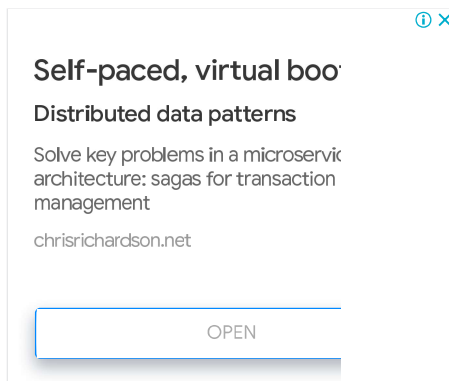 Self-paced, virtual boo
Distributed data patterns
Solve key problems in a microservic
architecture: sagas for transaction
management
chrisrichardson.net
OPEN